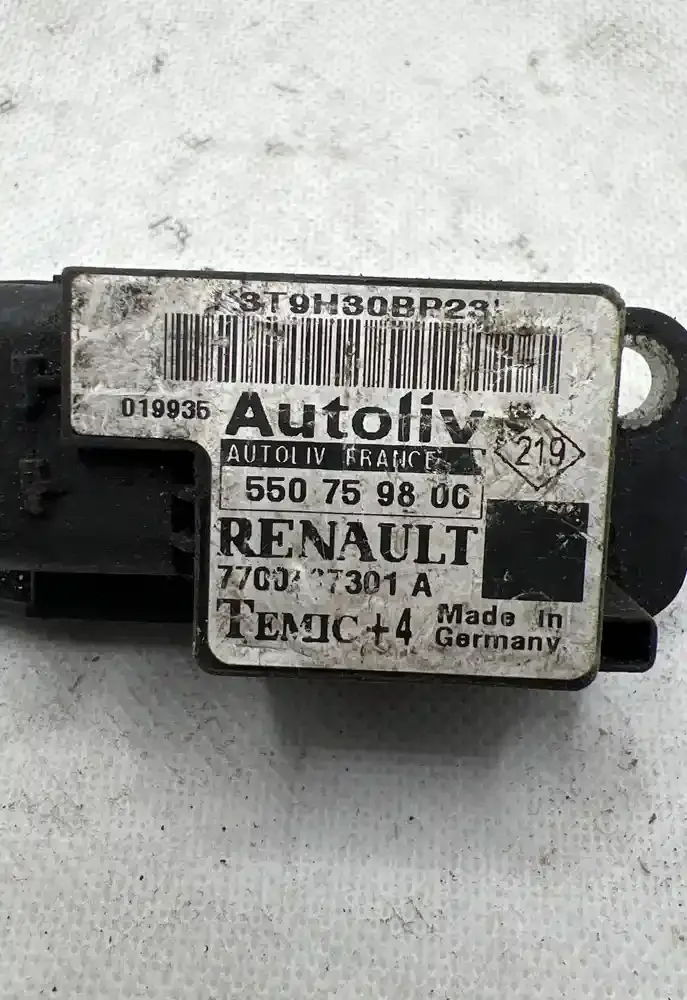 3T9H30BP23
019935 Autoliv
219
AUTOLIV FRANCE
550 75 98 00
RENAULT
TEMIC +4 Made in
Germany